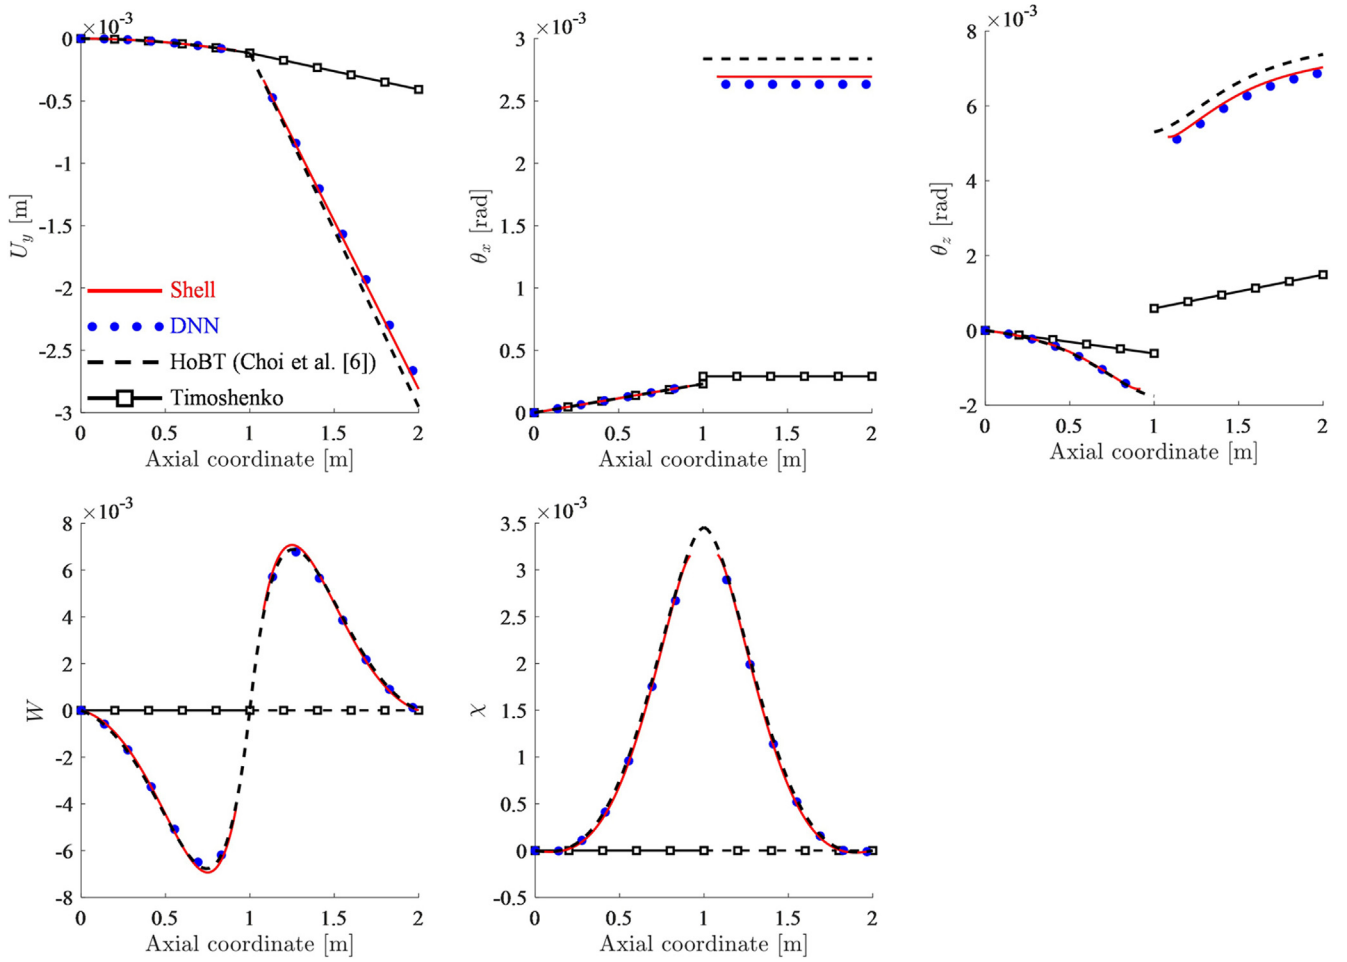 ×10⁻³
0
-0.5
-1
-1.5
-2
-2.5
-3
U_y [m]
Shell
DNN
HoBT (Choi et al. [6])
Timoshenko
0 0.5 1 1.5 2
Axial coordinate [m]
×10⁻³
3
2.5
2
1.5
1
0.5
0
θ_x [rad]
0 0.5 1 1.5 2
Axial coordinate [m]
×10⁻³
8
6
4
2
0
-2
θ_z [rad]
0 0.5 1 1.5 2
Axial coordinate [m]
×10⁻³
8
6
4
2
0
-2
-4
-6
-8
W
0 0.5 1 1.5 2
Axial coordinate [m]
×10⁻³
3.5
3
2.5
2
1.5
1
0.5
0
-0.5
χ
0 0.5 1 1.5 2
Axial coordinate [m]